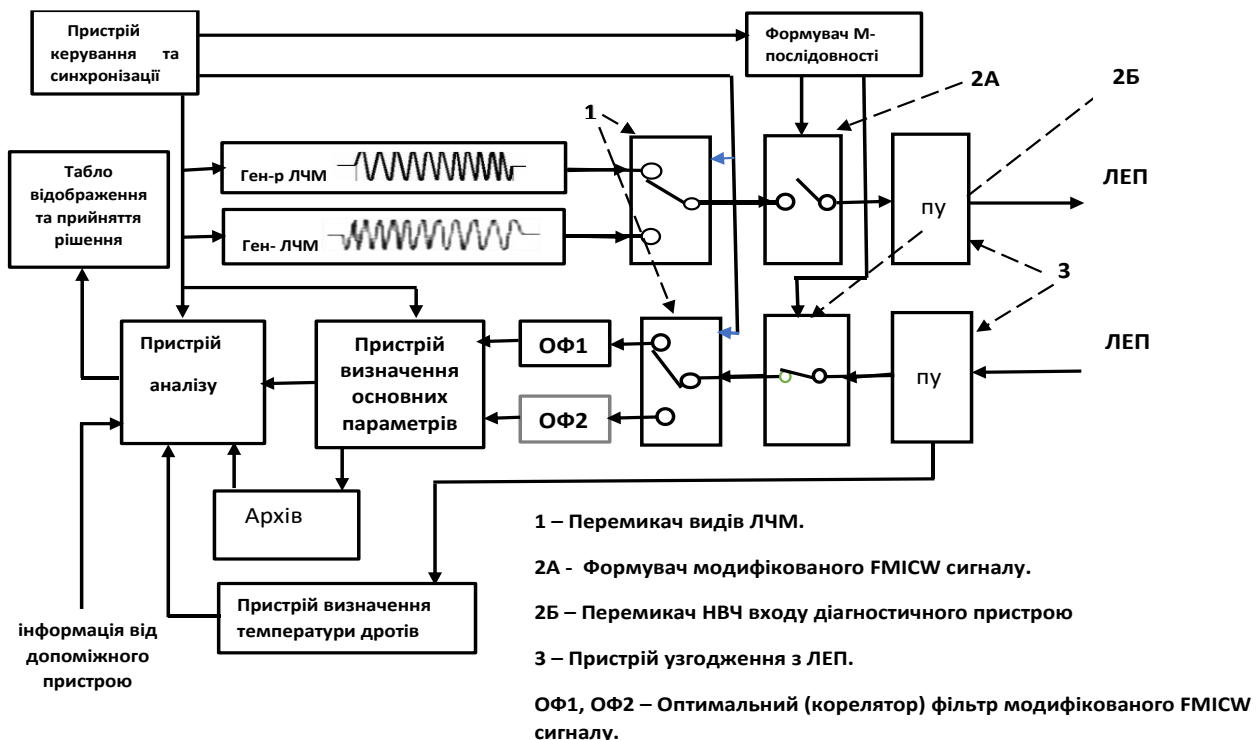 Пристрій
керування та
синхронізації
Формувач М-
послідовності
2А
2Б
1
Табло
відображення
та прийняття
рішення
Ген-р ЛЧМ
Ген- ЛЧМ
пу
ЛЕП
3
Пристрій
аналізу
Пристрій
визначення
основних
параметрів
ОФ1
ОФ2
пу
ЛЕП
Архів
Пристрій визначення
температури дротів
інформація від
допоміжного
пристрою
1 – Перемикач видів ЛЧМ.
2А - Формувач модифікованого FMICW сигналу.
2Б – Перемикач НВЧ входу діагностичного пристрою
3 – Пристрій узгодження з ЛЕП.
ОФ1, ОФ2 – Оптимальний (корелятор) фільтр модифікованого FMICW
сигналу.